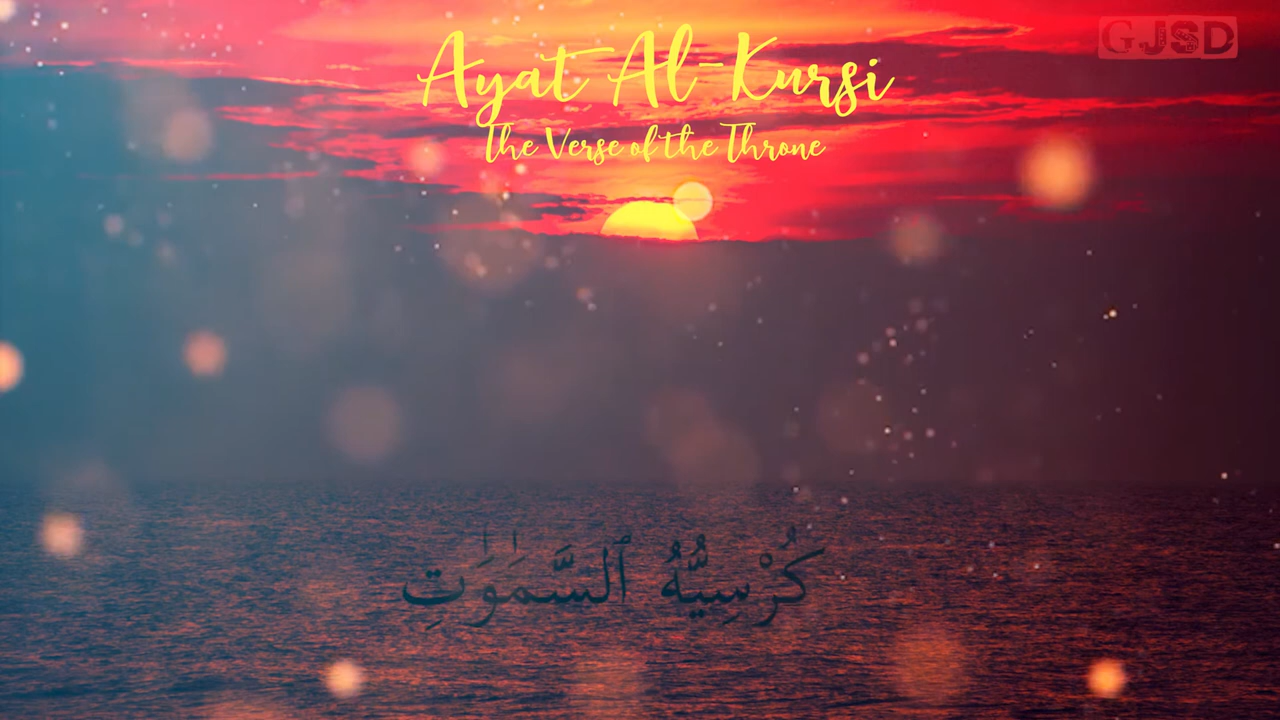 GJSD
Ayat Al-Kursi
The Verse of the Throne
كُرْسِيُّهُ ٱلسَّمَـٰوَٰتِ